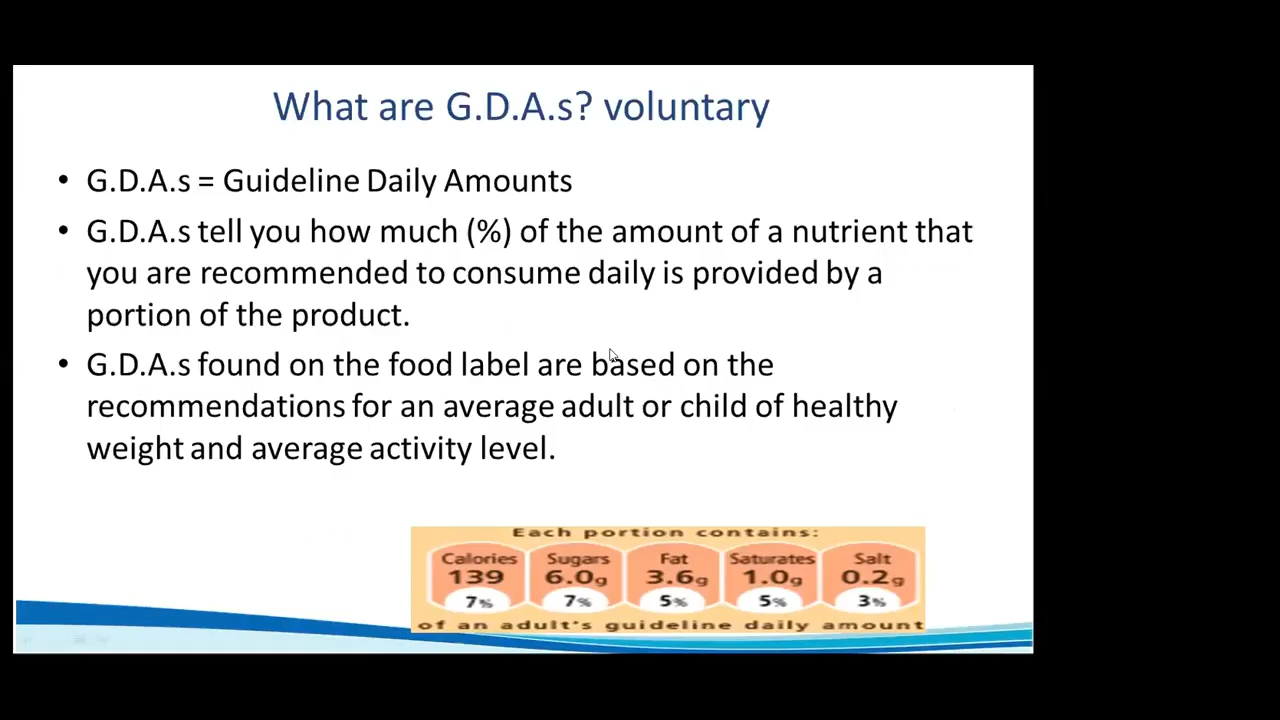 What are G.D.A.s? voluntary
• G.D.A.s = Guideline Daily Amounts
• G.D.A.s tell you how much (%) of the amount of a nutrient that
you are recommended to consume daily is provided by a
portion of the product.
• G.D.A.s found on the food label are based on the
recommendations for an average adult or child of healthy
weight and average activity level.
Each portion contains:
Calories Sugars Fat Saturates Salt
139 6.0g 3.6g 1.0g 0.2g
7% 7% 5% 5% 3%
of an adult's guideline daily amount